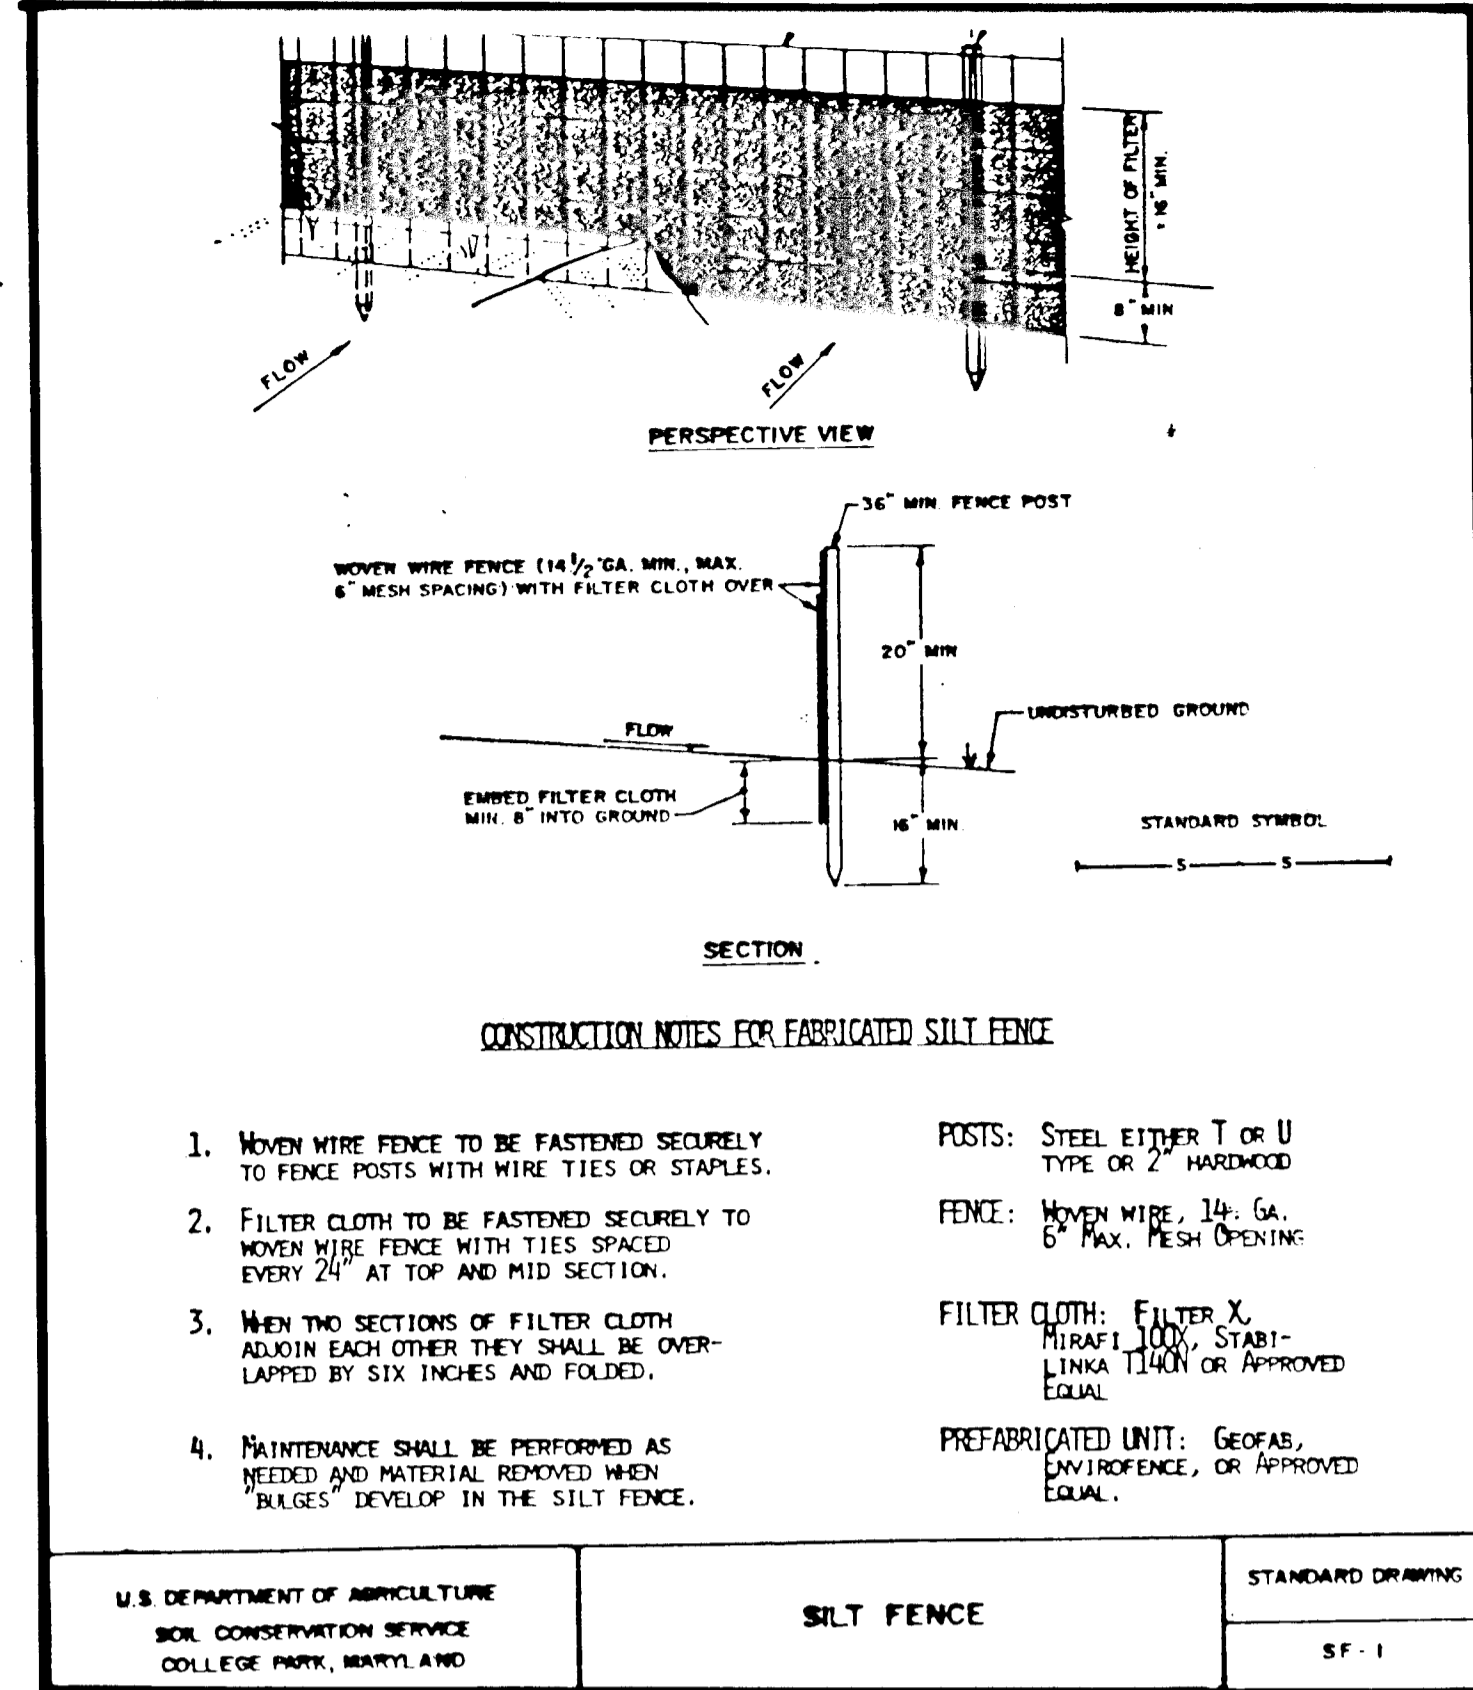 HEIGHT OF FILTER
16" MIN.
8" MIN
FLOW
FLOW
PERSPECTIVE VIEW
36" MIN. FENCE POST
WOVEN WIRE FENCE (14 1/2 GA. MIN., MAX.
6" MESH SPACING) WITH FILTER CLOTH OVER
20" MIN
UNDISTURBED GROUND
FLOW
EMBED FILTER CLOTH
MIN. 8" INTO GROUND
16" MIN.
STANDARD SYMBOL
S S
SECTION
CONSTRUCTION NOTES FOR FABRICATED SILT FENCE
1. WOVEN WIRE FENCE TO BE FASTENED SECURELY
TO FENCE POSTS WITH WIRE TIES OR STAPLES.
2. FILTER CLOTH TO BE FASTENED SECURELY TO
WOVEN WIRE FENCE WITH TIES SPACED
EVERY 24" AT TOP AND MID SECTION.
3. WHEN TWO SECTIONS OF FILTER CLOTH
ADJOIN EACH OTHER THEY SHALL BE OVER-
LAPPED BY SIX INCHES AND FOLDED.
4. MAINTENANCE SHALL BE PERFORMED AS
NEEDED AND MATERIAL REMOVED WHEN
"BULGES" DEVELOP IN THE SILT FENCE.
POSTS: STEEL EITHER T OR U
TYPE OR 2" HARDWOOD
FENCE: WOVEN WIRE, 14. GA.
6" MAX. MESH OPENING
FILTER CLOTH: FILTER X,
MIRAFI 100X, STABI-
LINKA T140N OR APPROVED
EQUAL
PREFABRICATED UNIT: GEOFAB,
ENVIROFENCE, OR APPROVED
EQUAL.
U.S. DEPARTMENT OF AGRICULTURE
SOIL CONSERVATION SERVICE
COLLEGE PARK, MARYLAND
SILT FENCE
STANDARD DRAWING
SF - 1